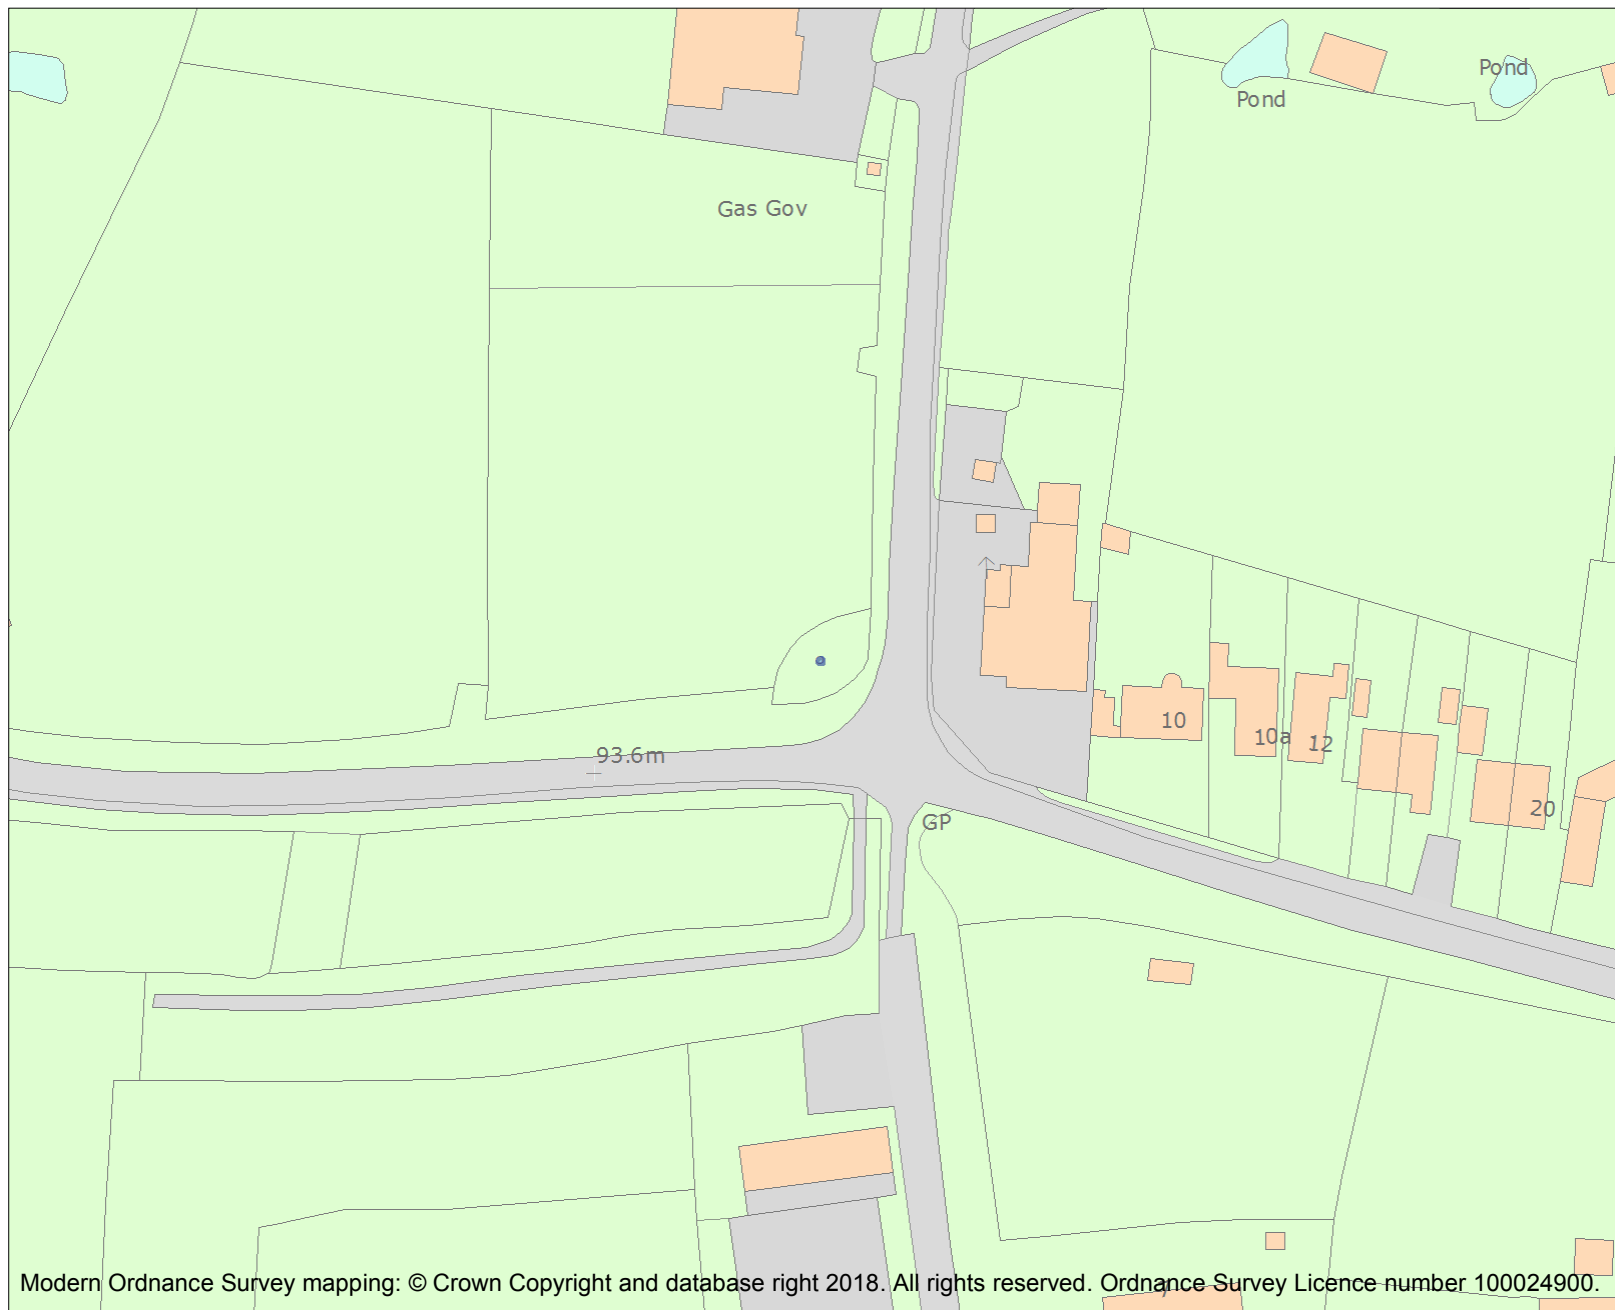 Pond
Pond
Gas Gov
10
10a
12
93.6m
20
GP
Modern Ordnance Survey mapping: © Crown Copyright and database right 2018. All rights reserved. Ordnance Survey Licence number 100024900.